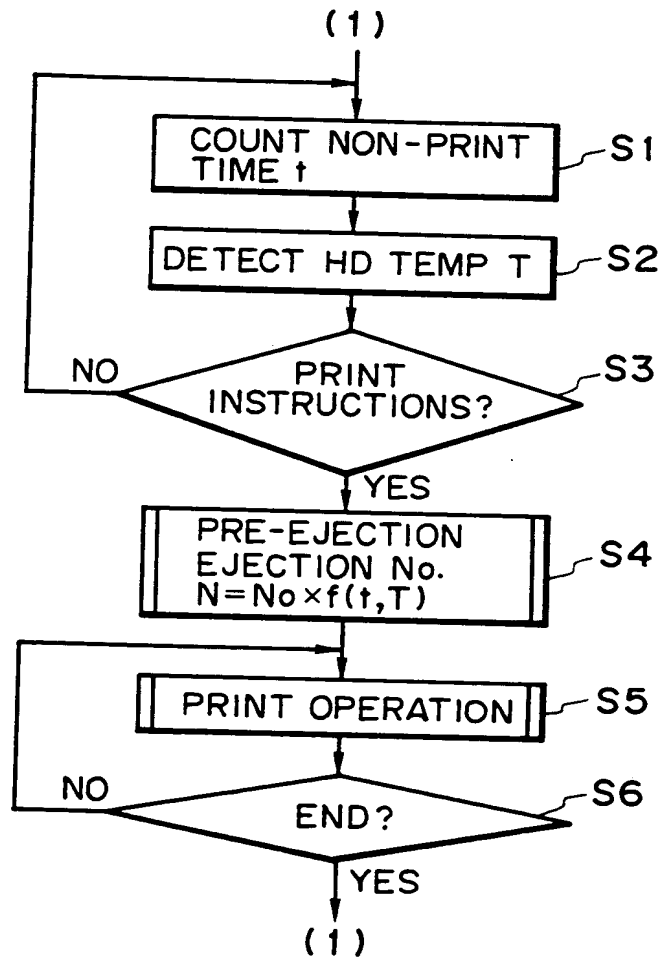 (1)
COUNT NON-PRINT
TIME t
S1
DETECT HD TEMP T
S2
PRINT
INSTRUCTIONS?
S3
NO
YES
PRE-EJECTION
EJECTION No.
N=No×f(t,T)
S4
PRINT OPERATION
S5
END?
S6
NO
YES
(1)